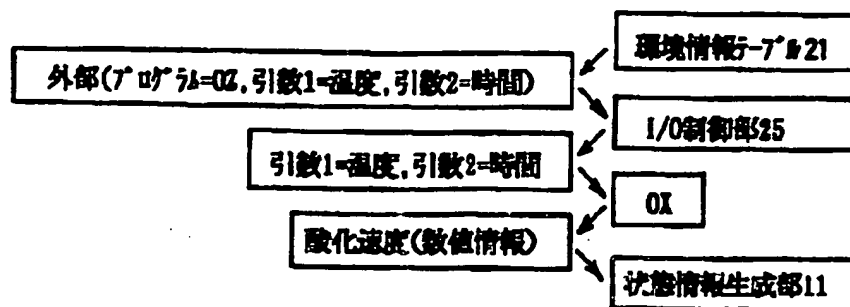 環境情報テーブル21
外部(プログラム=OX,引数1=温度,引数2=時間)
I/O制御部25
引数1=温度,引数2=時間
OX
酸化速度(数値情報)
状態情報生成部11